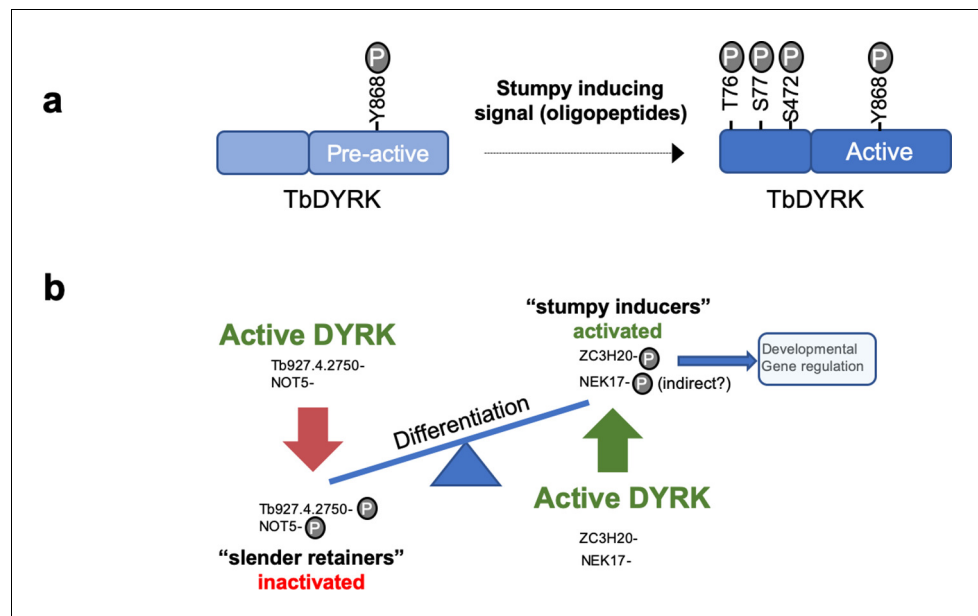 a
P
Y868
Pre-active
TbDYRK
Stumpy inducing
signal (oligopeptides)
P P P P
T76
S77
S472
Y868
Active
TbDYRK
b
Active DYRK
Tb927.4.2750-
NOT5-
Differentiation
Tb927.4.2750- P
NOT5- P
"slender retainers"
inactivated
"stumpy inducers"
activated
ZC3H20- P
NEK17- P (indirect?)
Developmental
Gene regulation
Active DYRK
ZC3H20-
NEK17-